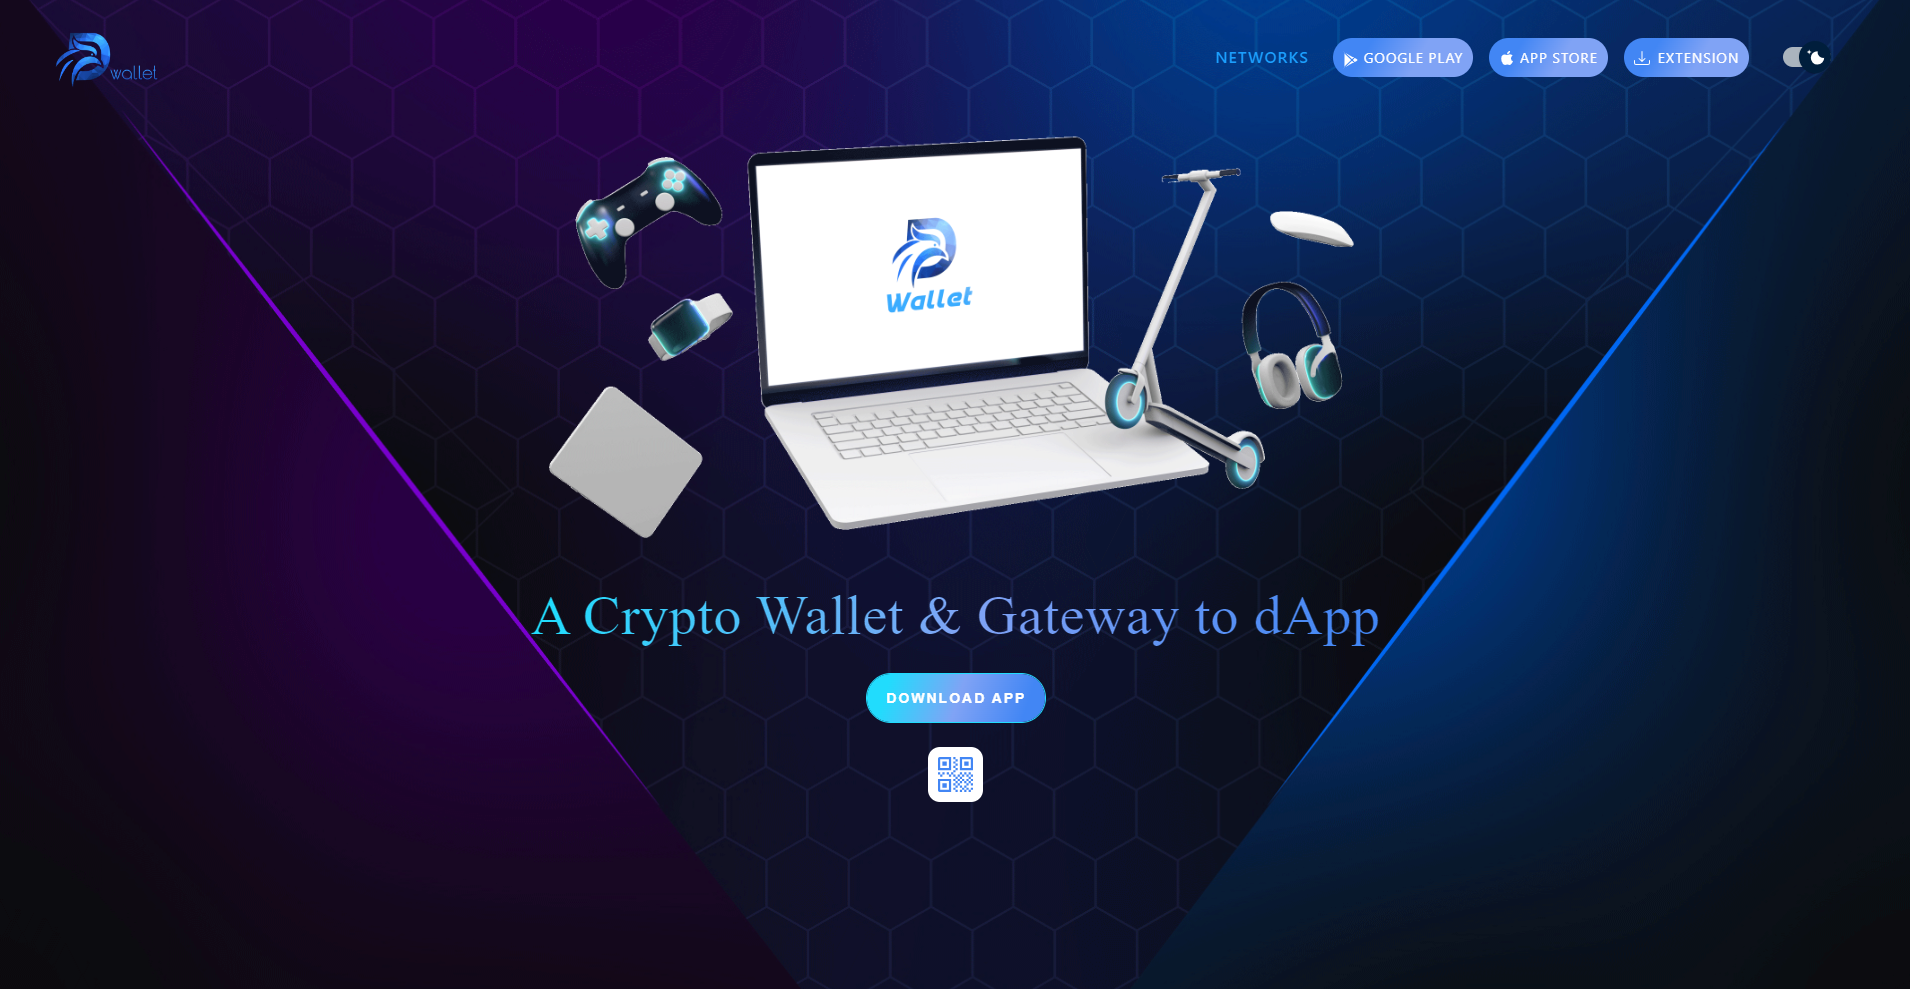 wallet
NETWORKS
GOOGLE PLAY
APP STORE
EXTENSION
Wallet
A Crypto Wallet & Gateway to dApp
DOWNLOAD APP